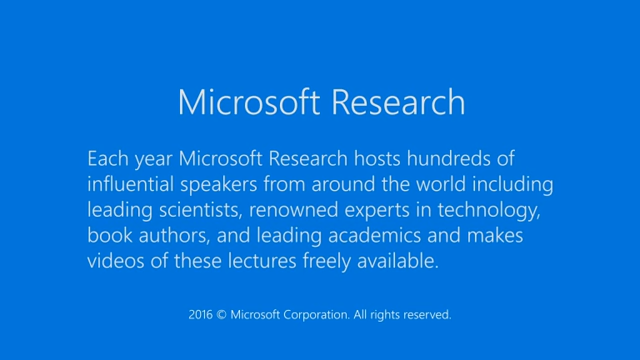 Microsoft Research
Each year Microsoft Research hosts hundreds of
influential speakers from around the world including
leading scientists, renowned experts in technology,
book authors, and leading academics and makes
videos of these lectures freely available.
2016 © Microsoft Corporation. All rights reserved.